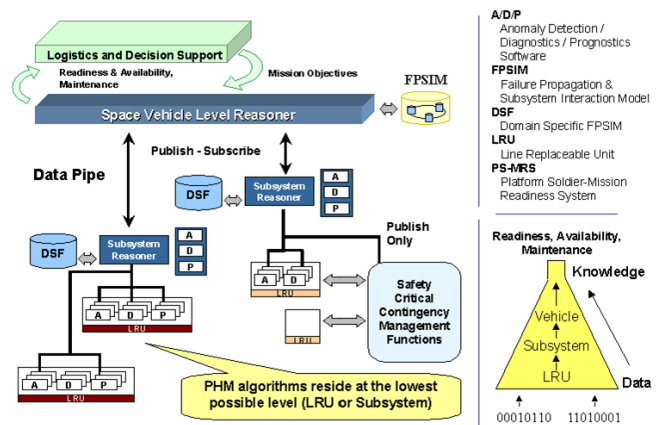 Logistics and Decision Support
Readiness & Availability,
Maintenance
Mission Objectives
FPSIM
Space Vehicle Level Reasoner
Publish - Subscribe
Data Pipe
DSF
Subsystem
Reasoner
A
D
P
DSF
Subsystem
Reasoner
A
D
P
Publish
Only
A D
LRU
LRU
Safety
Critical
Contingency
Management
Functions
A D P
LRU
A D P
LRU
PHM algorithms reside at the lowest
possible level (LRU or Subsystem)
A/D/P
Anomaly Detection /
Diagnostics / Prognostics
Software
FPSIM
Failure Propagation &
Subsystem Interaction Model
DSF
Domain Specific FPSIM
LRU
Line Replaceable Unit
PS-MRS
Platform Soldier-Mission
Readiness System
Readiness, Availability,
Maintenance
Knowledge
Vehicle
Subsystem
LRU
Data
00010110 11010001